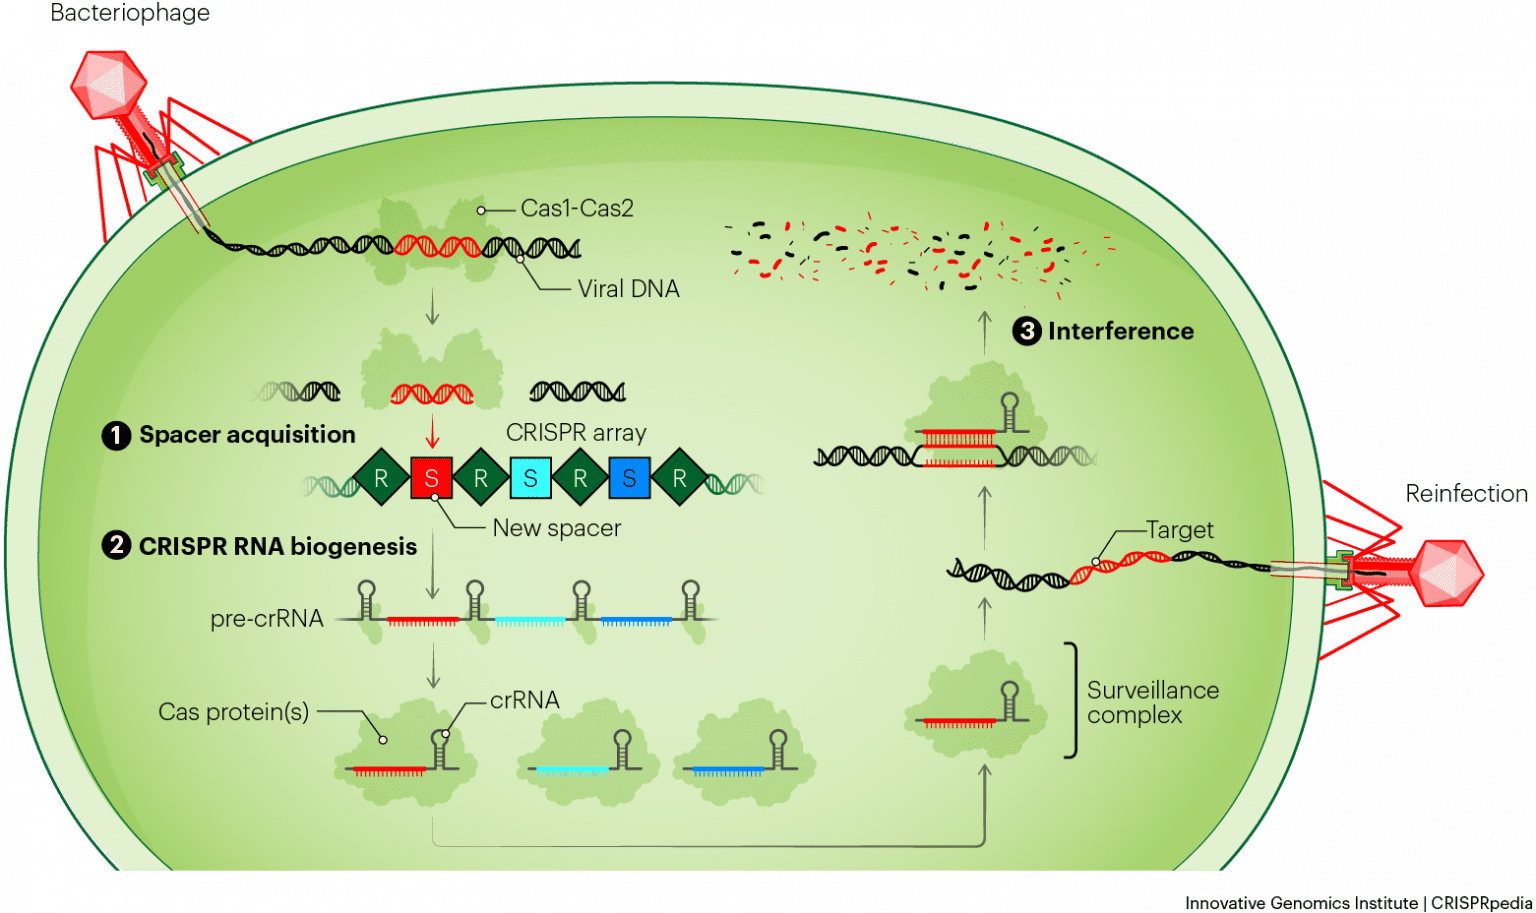 Bacteriophage
Cas1-Cas2
Viral DNA
3 Interference
1 Spacer acquisition
CRISPR array
R S R S R S R
New spacer
Reinfection
Target
2 CRISPR RNA biogenesis
pre-crRNA
Cas protein(s)
crRNA
Surveillance
complex
Innovative Genomics Institute | CRISPRpedia